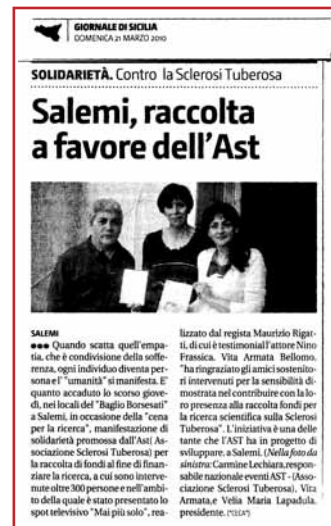 GIORNALE DI SICILIA
DOMENICA 21 MARZO 2010
SOLIDARIETÀ. Contro la Sclerosi Tuberosa
Salemi, raccolta
a favore dell'Ast
SALEMI
●●● Quando scatta quell'empa-
tia, che è condivisione della soffe-
renza, ogni individuo diventa per-
sona e l' "umanità" si manifesta. E'
quanto accaduto lo scorso giove-
dì, nei locali del "Baglio Borsesati"
a Salemi, in occasione della "cena
per la ricerca", manifestazione di
solidarietà promossa dall'Ast( As-
sociazione Sclerosi Tuberosa) per
la raccolta di fondi al fine di finan-
ziare la ricerca, a cui sono interve-
nute oltre 300 persone e nell'ambi-
to della quale è stato presentato lo
spot televisivo "Mai più solo", rea-
lizzato dal regista Maurizio Rigat-
ti, di cui è testimonial l'attore Nino
Frassica. Vita Armata Bellomo,
"ha ringraziato gli amici sostenito-
ri intervenuti per la sensibilità di-
mostrata nel contribuire con la lo-
ro presenza alla raccolta fondi per
la ricerca scientifica sulla Sclerosi
Tuberosa". L'iniziativa è una delle
tante che l'AST ha in progetto di
sviluppare, a Salemi. (Nella foto da
sinistra: Carmine Lechiara, respon-
sabile nazionale eventi AST - (Asso-
ciazione Sclerosi Tuberosa), Vita
Armata, e Velia Maria Lapadula,
presidente.